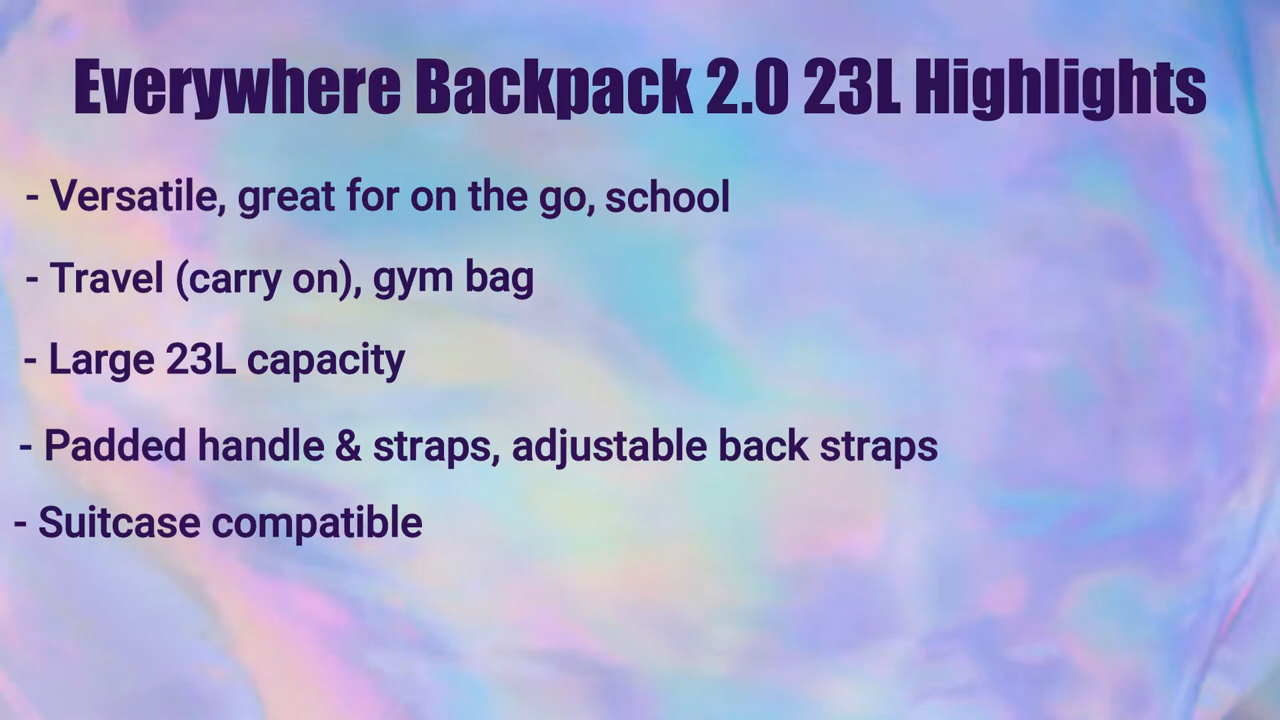 Everywhere Backpack 2.0 23L Highlights
- Versatile, great for on the go, school
- Travel (carry on), gym bag
- Large 23L capacity
- Padded handle & straps, adjustable back straps
- Suitcase compatible